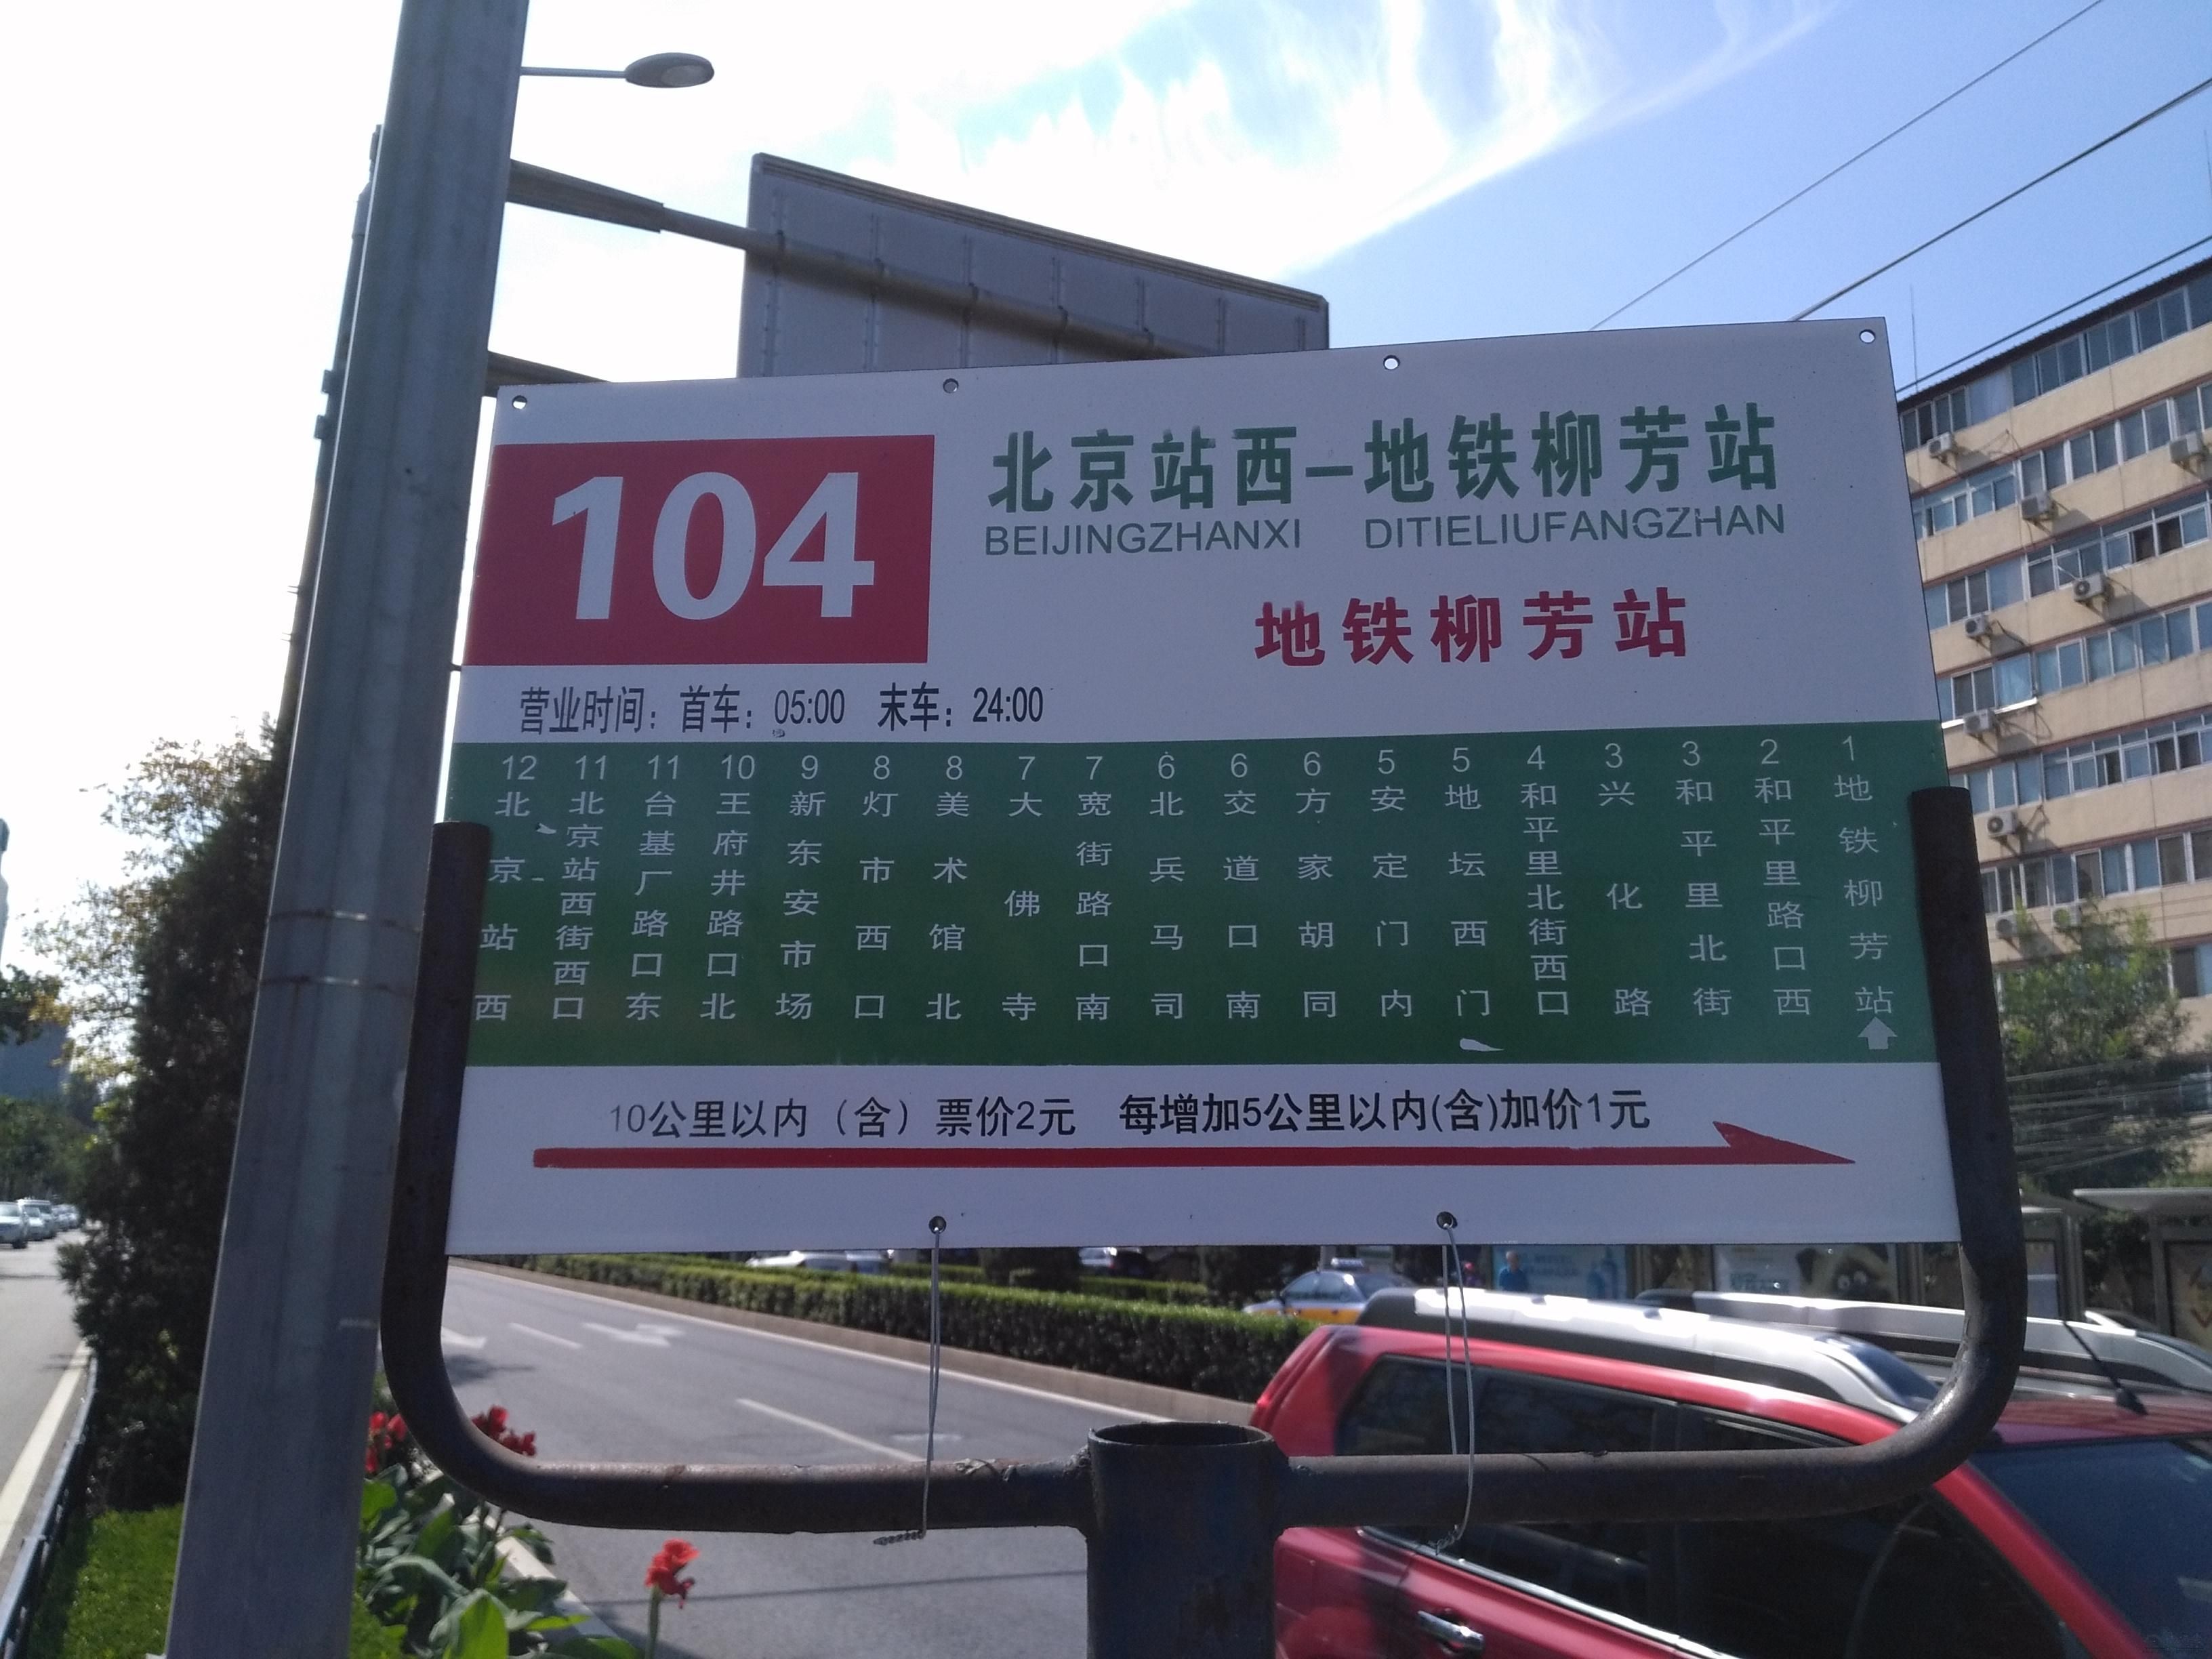 104
北京站西—地铁柳芳站
BEIJINGZHANXI DITIELIUFANGZHAN
地铁柳芳站
营业时间：首车：05:00 末车：24:00
12 北京站西
11 北京站西街西口
11 台基厂路口东
10 王府井路口北
9 新东安市场
8 灯市西口
8 美术馆北
7 大佛寺
7 宽街路口南
6 北兵马司
6 交道口南
6 方家胡同
5 安定门内
5 地坛西门
4 和平里北街西口
3 兴化路
3 和平里北街
2 和平里路口西
1 地铁柳芳站
10公里以内（含）票价2元 每增加5公里以内(含)加价1元